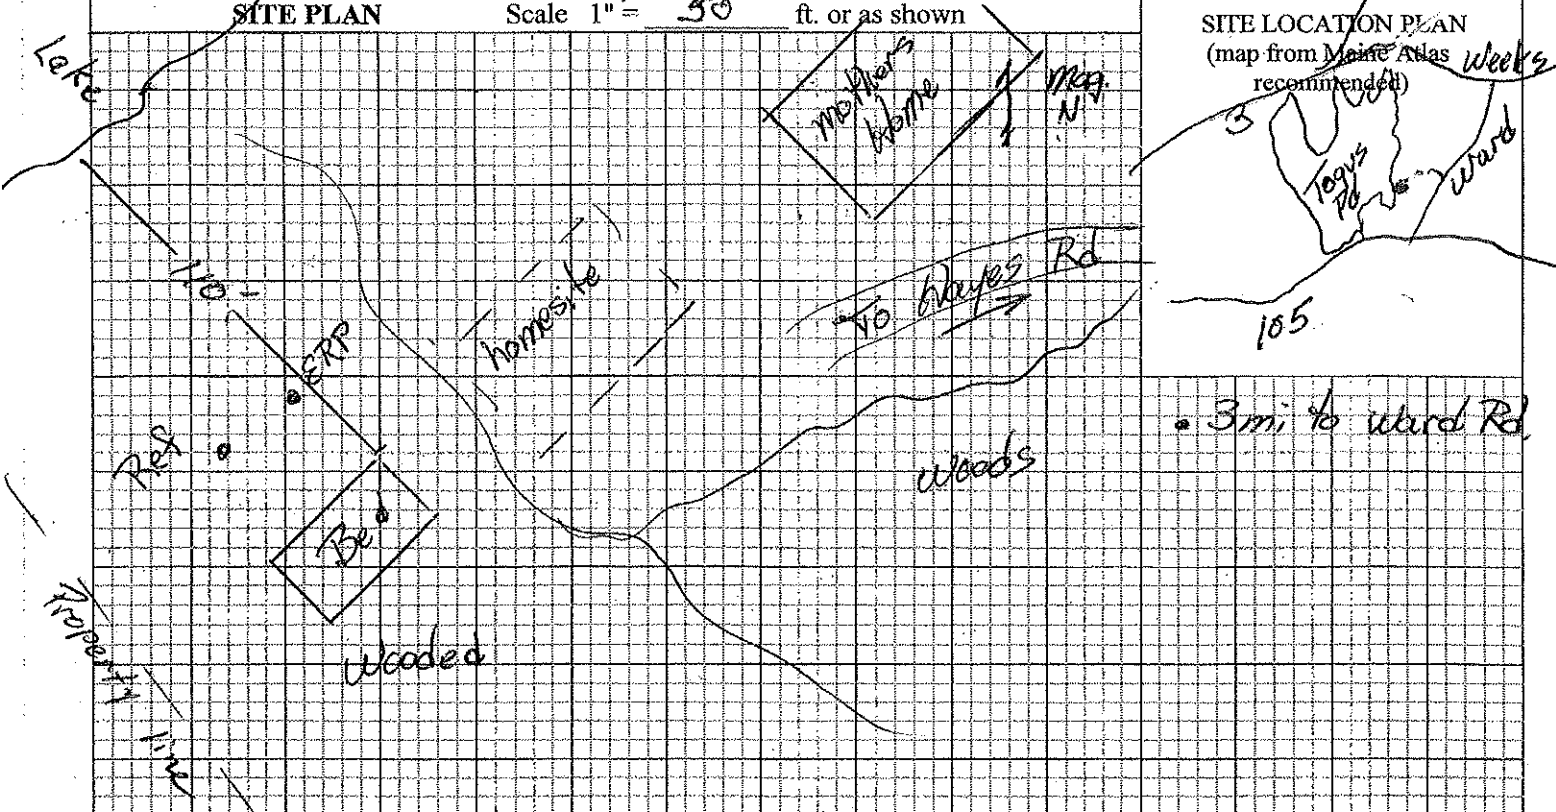 SITE PLAN Scale 1" = 30 ft. or as shown
SITE LOCATION PLAN
(map from Maine Atlas
recommended)
Lake
mothers
Home
mag.
N
Weeks
3
Togus
Pd
Ward
105
110
homesite
To Hayes Rd
ERP
Ref
Bed
woods
• 3mi to Ward Rd.
Wooded
Property line